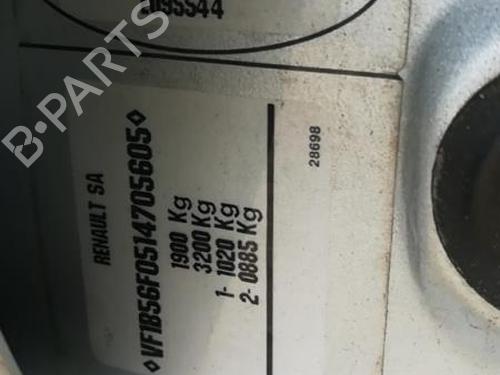 RENAULT SA
◇VF1B56F0514705605◇
1900 Kg
3200 Kg
1- 1020 Kg
2- 0885 Kg
28698
B-PARTS